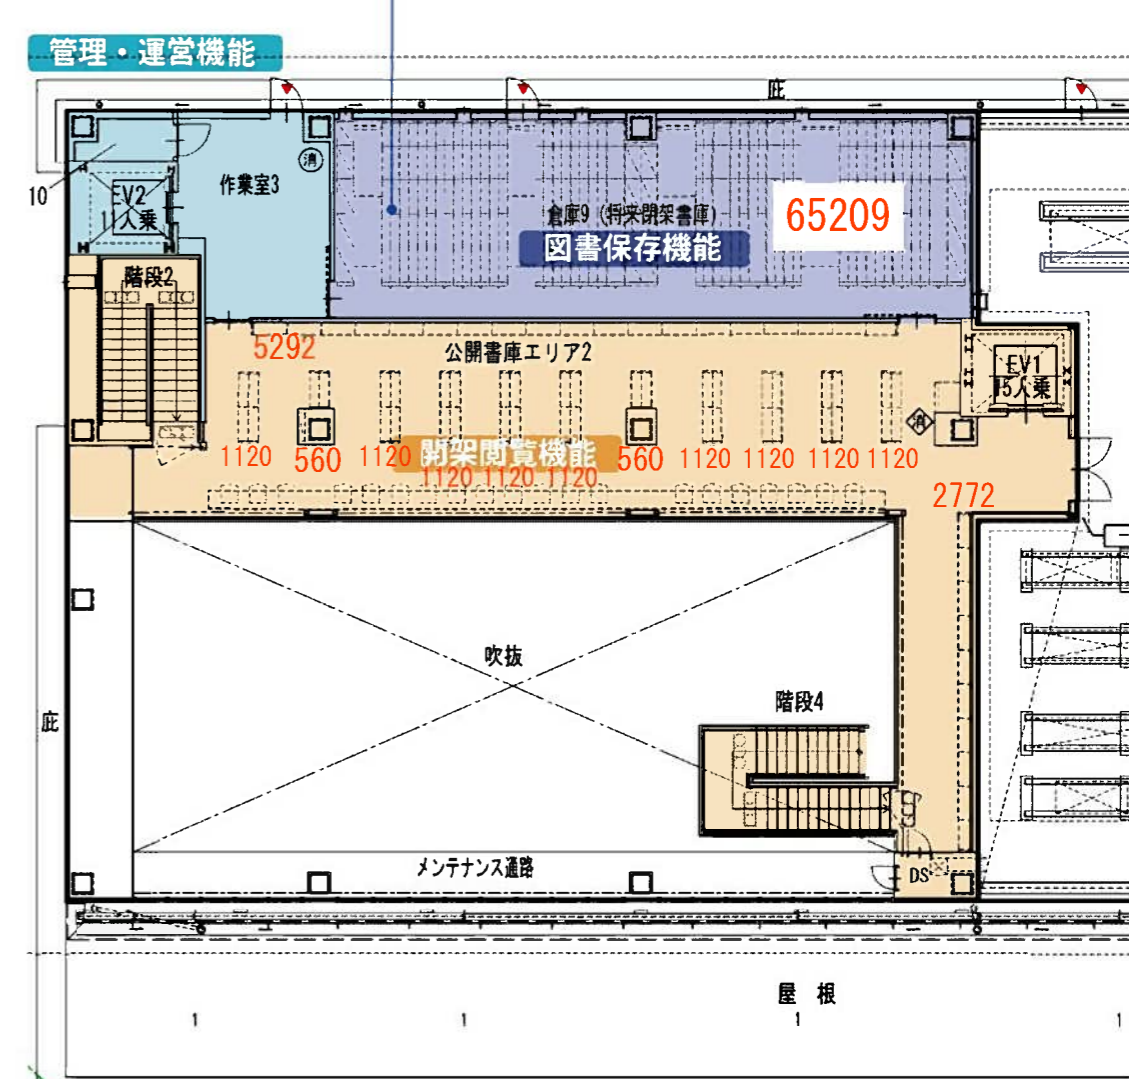 管理・運営機能
庇
作業室3
消
10
EV2
11人乗
倉庫9（将来閉架書庫）
65209
図書保存機能
階段2
5292
公開書庫エリア2
EV1
15人乗
消
1120
560
1120
開架閲覧機能
560
1120
1120
1120
1120
1120
1120
1120
2772
吹抜
階段4
庇
メンテナンス通路
DS
屋 根
1
1
1
1